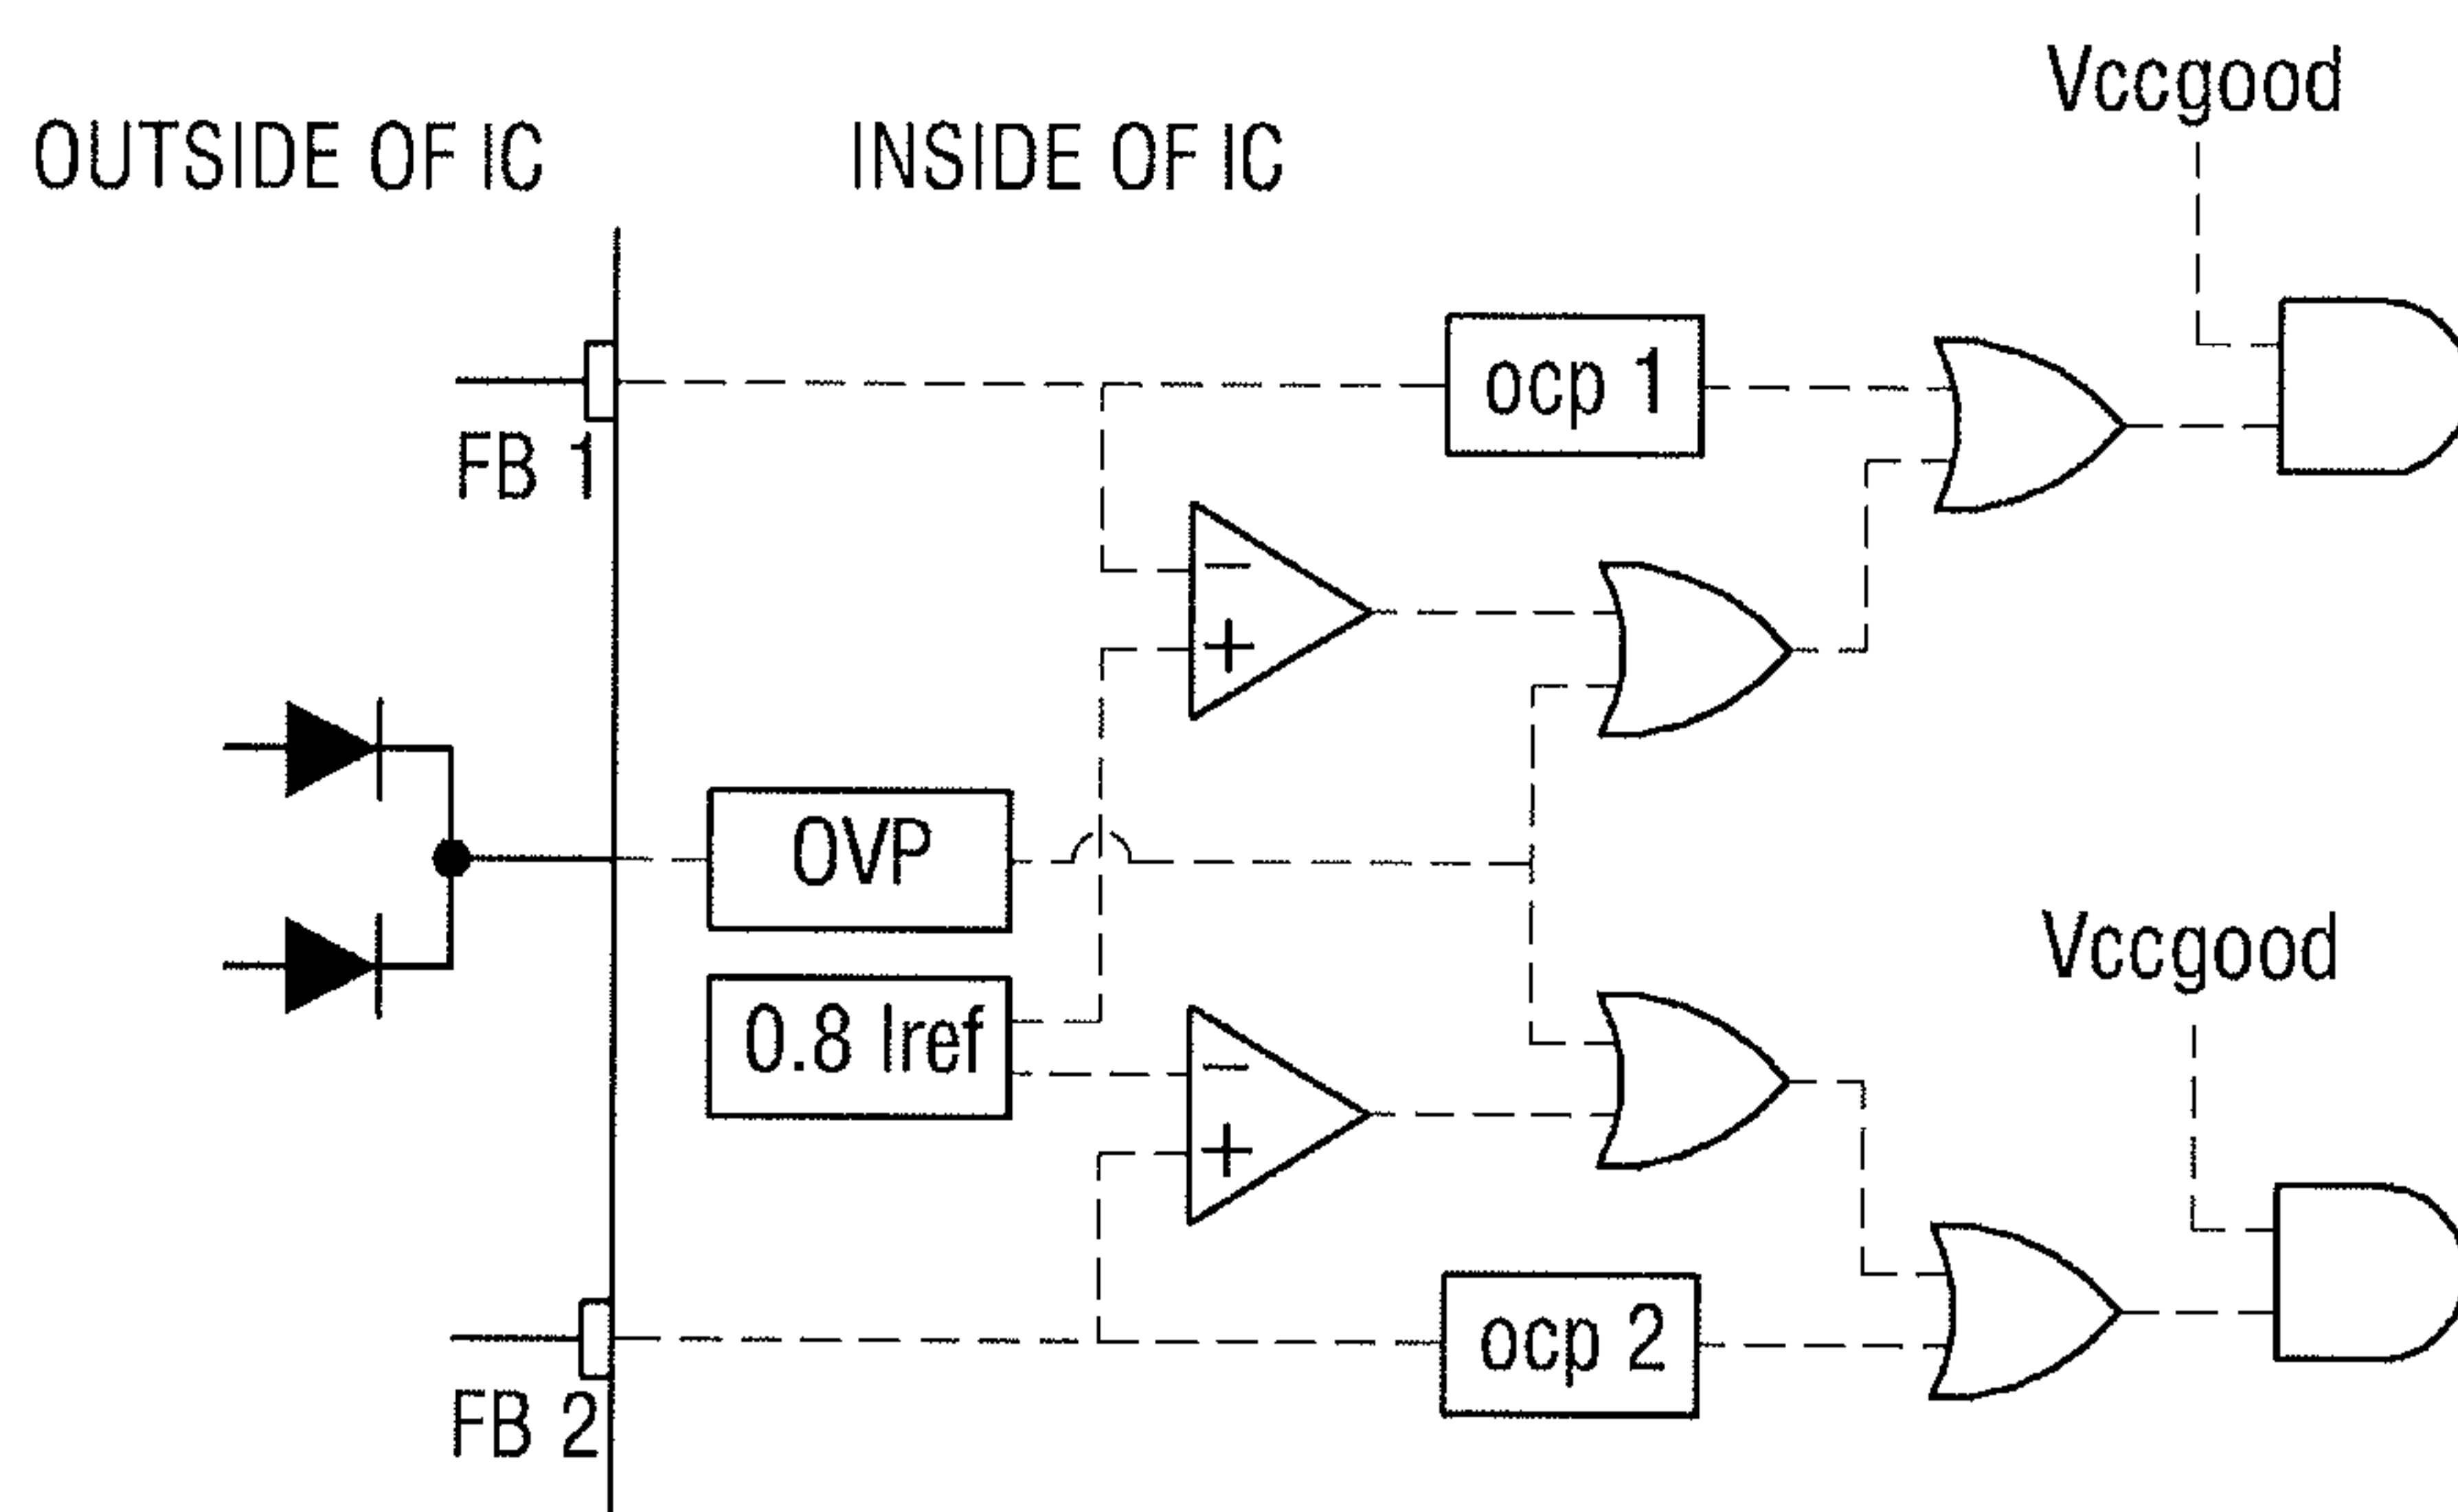 Vccgood
OUTSIDE OF IC
INSIDE OF IC
ocp 1
FB 1
−
+
OVP
Vccgood
0.8 Iref
−
+
ocp 2
FB 2